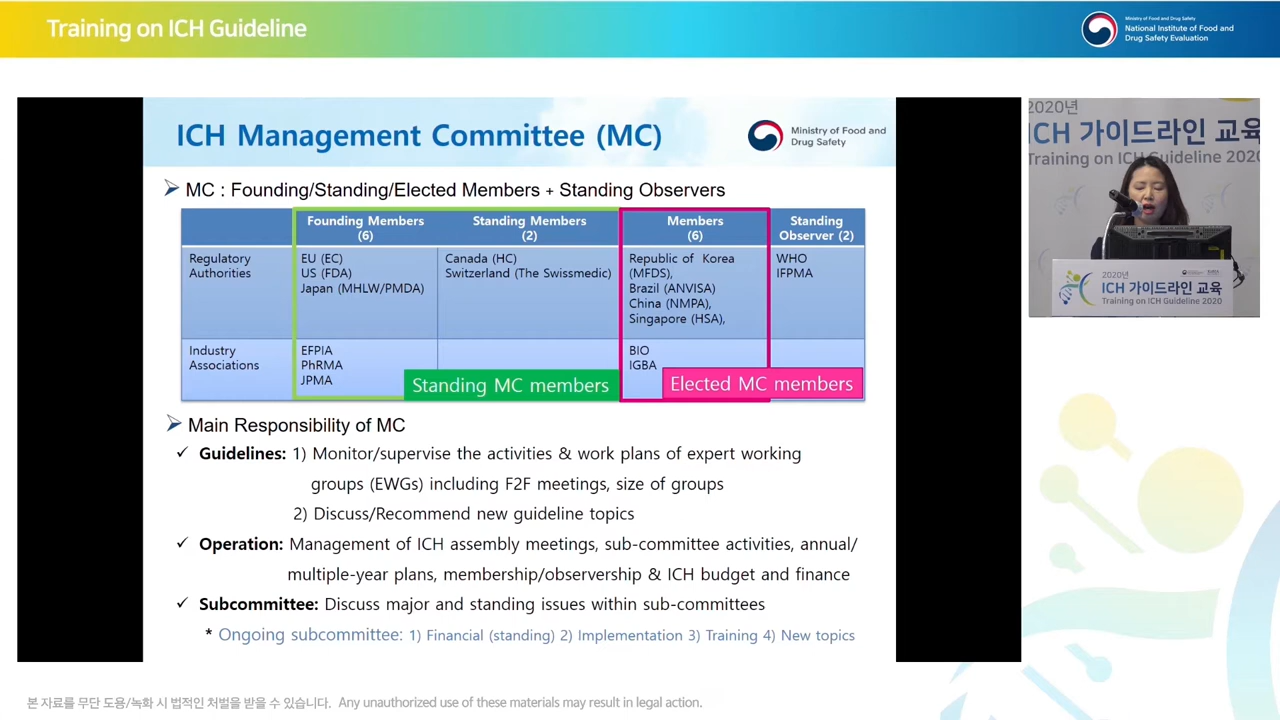 Training on ICH Guideline
Ministry of Food and Drug Safety
National Institute of Food and
Drug Safety Evaluation
ICH Management Committee (MC)
Ministry of Food and
Drug Safety
MC : Founding/Standing/Elected Members + Standing Observers
Founding Members
(6)
Standing Members
(2)
Members
(6)
Standing
Observer (2)
Regulatory
Authorities
EU (EC)
US (FDA)
Japan (MHLW/PMDA)
Canada (HC)
Switzerland (The Swissmedic)
Republic of Korea
(MFDS),
Brazil (ANVISA)
China (NMPA),
Singapore (HSA),
WHO
IFPMA
Industry
Associations
EFPIA
PhRMA
JPMA
BIO
IGBA
Standing MC members
Elected MC members
Main Responsibility of MC
✓ Guidelines: 1) Monitor/supervise the activities & work plans of expert working
groups (EWGs) including F2F meetings, size of groups
2) Discuss/Recommend new guideline topics
✓ Operation: Management of ICH assembly meetings, sub-committee activities, annual/
multiple-year plans, membership/observership & ICH budget and finance
✓ Subcommittee: Discuss major and standing issues within sub-committees
* Ongoing subcommittee: 1) Financial (standing) 2) Implementation 3) Training 4) New topics
2020년
ICH 가이드라인 교육
Training on ICH Guideline 2020
2020년
ICH 가이드라인 교육
Training on ICH Guideline 2020
본 자료를 무단 도용/녹화 시 법적인 처벌을 받을 수 있습니다. Any unauthorized use of these materials may result in legal action.